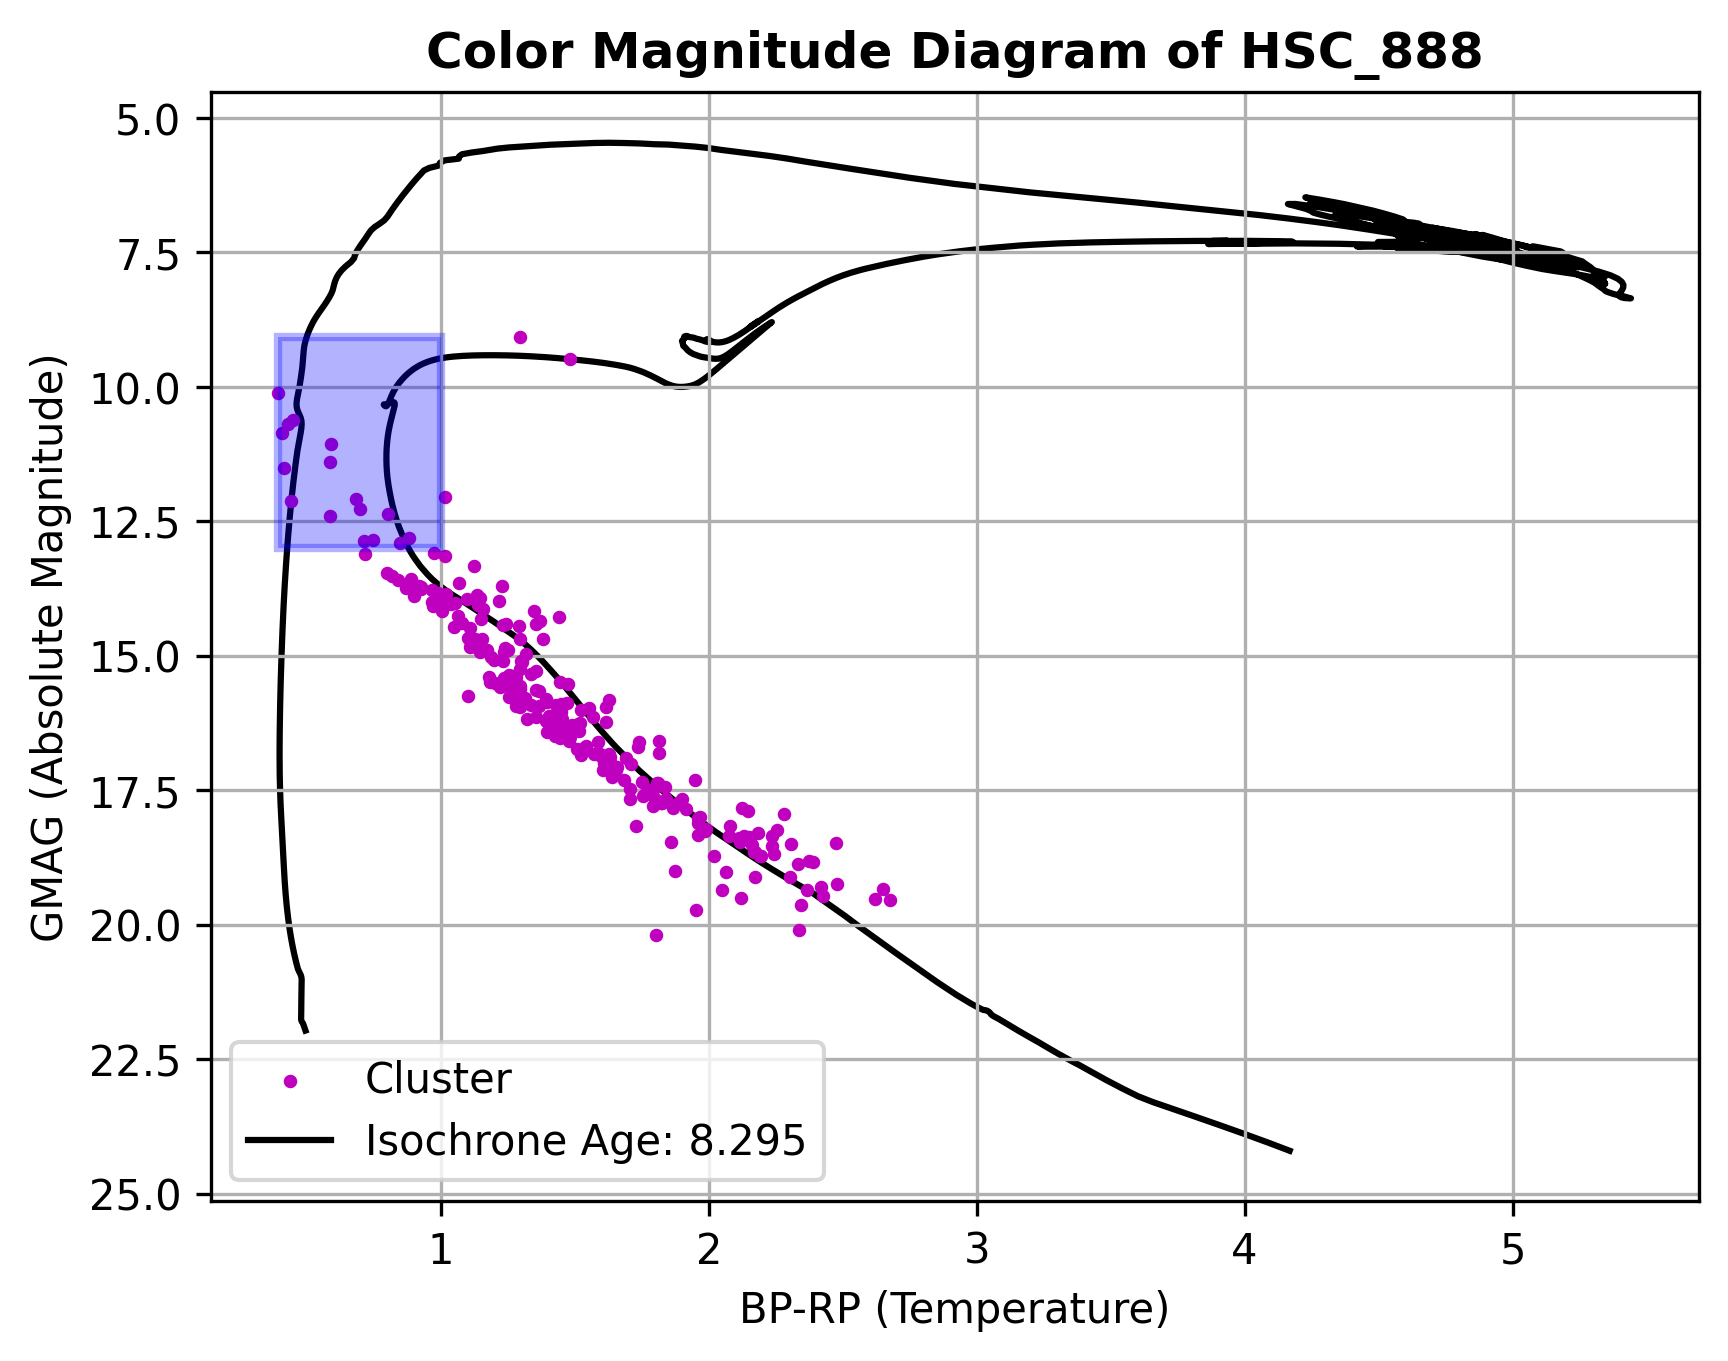 Color Magnitude Diagram of HSC_888
5.0
7.5
10.0
12.5
15.0
17.5
20.0
22.5
25.0
GMAG (Absolute Magnitude)
Cluster
Isochrone Age: 8.295
1 2 3 4 5
BP-RP (Temperature)